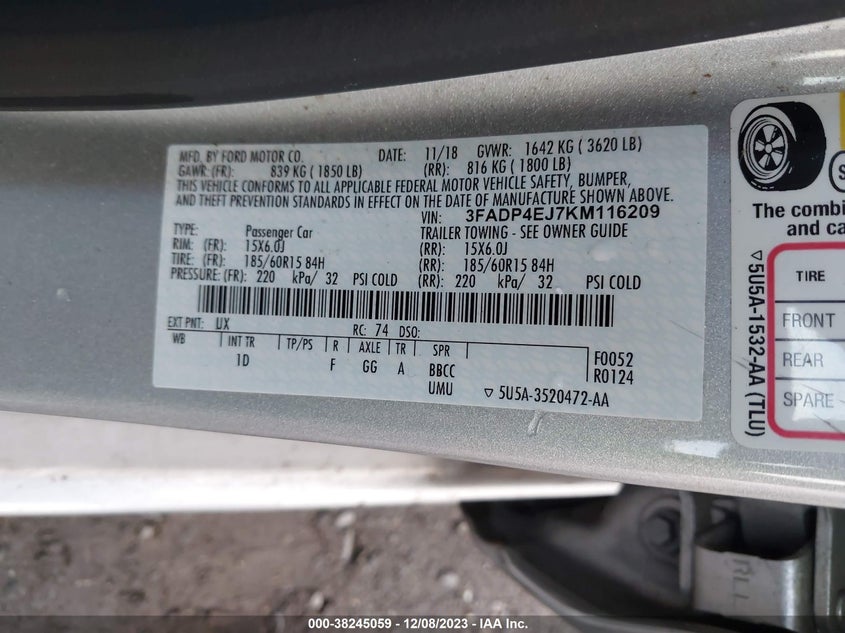 MFD. BY FORD MOTOR CO. DATE: 11/18 GVWR: 1642 KG ( 3620 LB)
GAWR: (FR): 839 KG ( 1850 LB) (RR): 816 KG ( 1800 LB)
THIS VEHICLE CONFORMS TO ALL APPLICABLE FEDERAL MOTOR VEHICLE SAFETY, BUMPER,
AND THEFT PREVENTION STANDARDS IN EFFECT ON THE DATE OF MANUFACTURE SHOWN ABOVE.
VIN: 3FADP4EJ7KM116209
TYPE: Passenger Car TRAILER TOWING - SEE OWNER GUIDE
RIM: (FR): 15X6.0J (RR): 15X6.0J
TIRE: (FR): 185/60R15 84H (RR): 185/60R15 84H
PRESSURE: (FR): 220 kPa/ 32 PSI COLD (RR): 220 kPa/ 32 PSI COLD
EXT PNT: UX RC: 74 DSO:
WB INT TR TP/PS R AXLE TR SPR F0052
1D F GG A BBCC R0124
UMU ▽ 5U5A-3520472-AA
S
The combi
and ca
TIRE
FRONT
REAR
SPARE
▽5U5A-1532-AA (TLU)
RLL
000-38245059 - 12/08/2023 - IAA Inc.